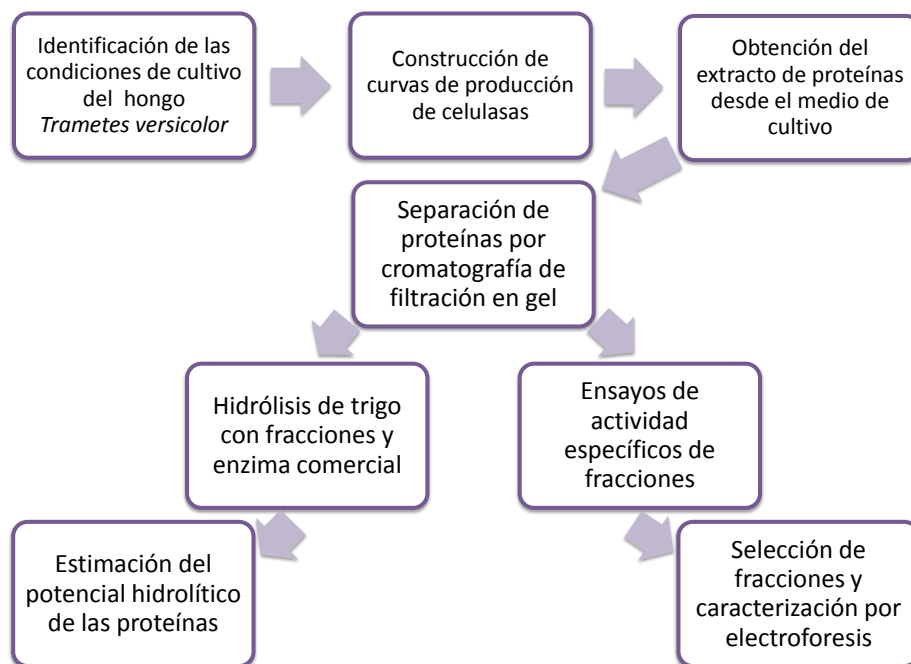 Identificación de las
condiciones de cultivo
del hongo
Trametes versicolor
Construcción de
curvas de producción
de celulasas
Obtención del
extracto de proteínas
desde el medio de
cultivo
Separación de
proteínas por
cromatografía de
filtración en gel
Hidrólisis de trigo
con fracciones y
enzima comercial
Ensayos de
actividad
específicos de
fracciones
Estimación del
potencial hidrolítico
de las proteínas
Selección de
fracciones y
caracterización por
electroforesis